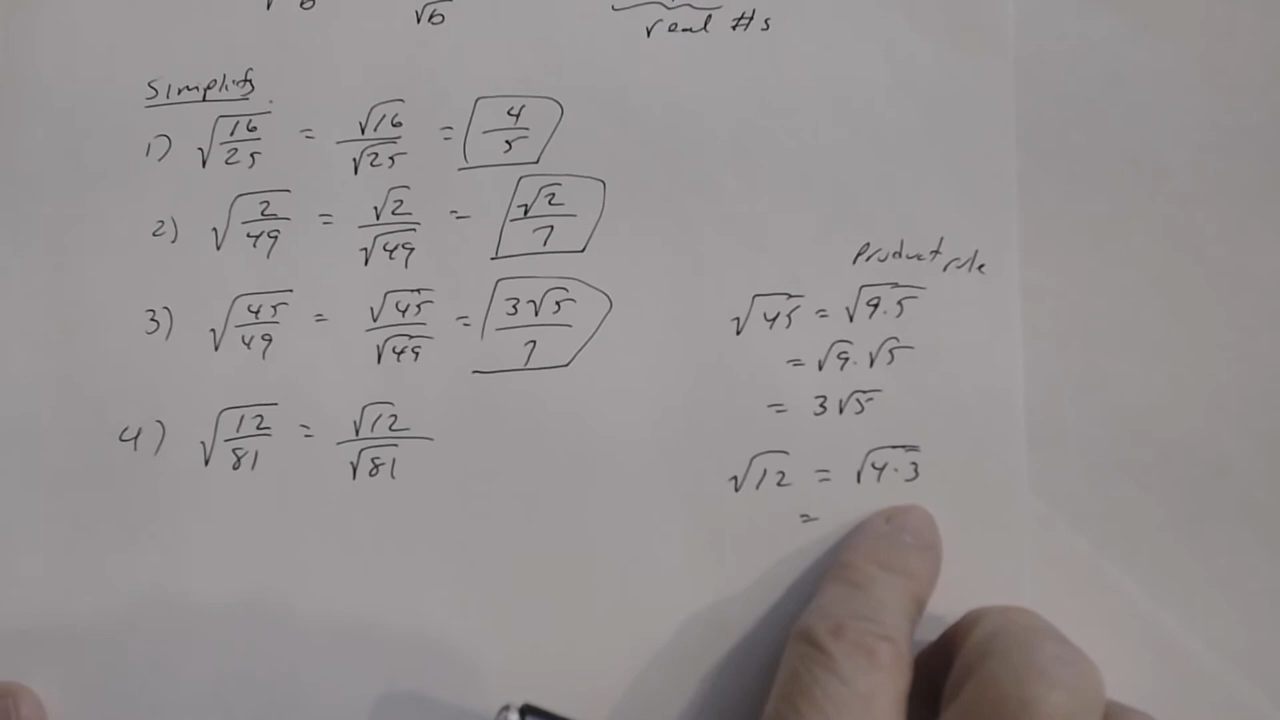 √b √b real #s
Simplify
1) √(16/25) = √16/√25 = 4/5
2) √(2/49) = √2/√49 = √2/7
3) √(45/49) = √45/√49 = 3√5/7
4) √(12/81) = √12/√81
Product rule
√45 = √9·5
= √9·√5
= 3√5
√12 = √4·3
=